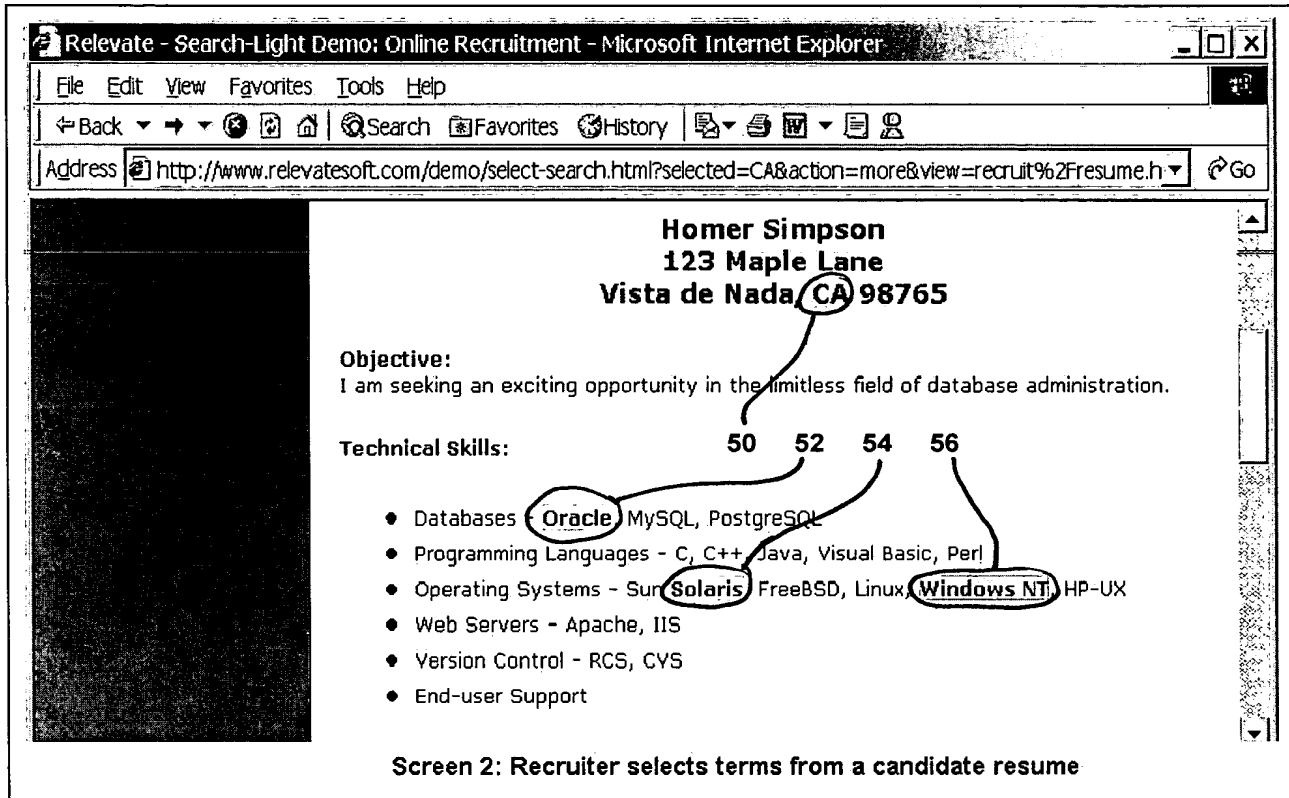 Relevate - Search-Light Demo: Online Recruitment - Microsoft Internet Explorer
File Edit View Favorites Tools Help
Back Search Favorites History
Address http://www.relevatesoft.com/demo/select-search.html?selected=CA&action=more&view=recruit%2Fresume.h Go
Homer Simpson
123 Maple Lane
Vista de Nada, CA 98765
Objective:
I am seeking an exciting opportunity in the limitless field of database administration.
Technical Skills:
50 52 54 56
• Databases - Oracle, MySQL, PostgreSQL
• Programming Languages - C, C++, Java, Visual Basic, Perl
• Operating Systems - Sun Solaris, FreeBSD, Linux, Windows NT, HP-UX
• Web Servers - Apache, IIS
• Version Control - RCS, CVS
• End-user Support
Screen 2: Recruiter selects terms from a candidate resume